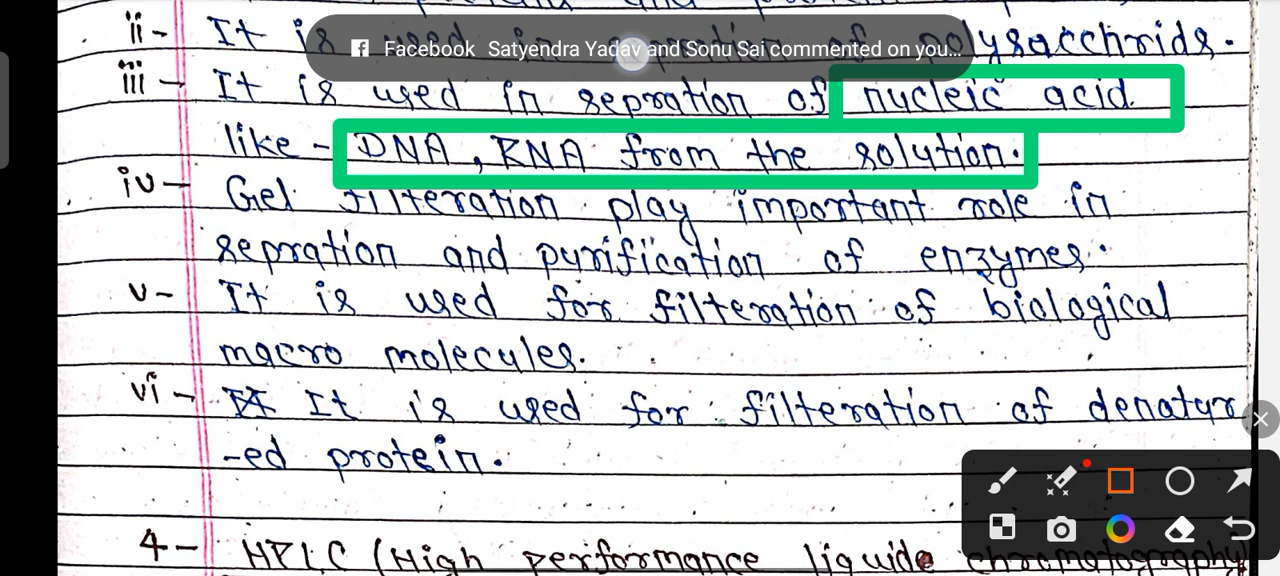 ii- It is used in sepration of polysacchrids.
Facebook Satyendra Yadav and Sonu Sai commented on you...
iii - It is used in sepration of nucleic acid.
like - DNA, RNA from the solution.
iv - Gel filteration play important role in
sepration and purification of enzymes.
v- It is used for filteration of biological
macro molecules.
vi - It is used for filteration of denatur
-ed protein.
4- HPLC (High performance liquide chromatography)